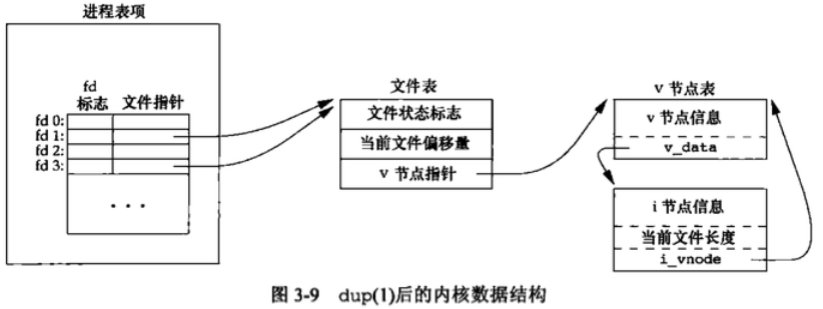 进程表项
fd
标志 文件指针
fd 0:
fd 1:
fd 2:
fd 3:
...
文件表
文件状态标志
当前文件偏移量
v 节点指针
v 节点表
v 节点信息
v_data
i 节点信息
当前文件长度
i_vnode
图 3-9 dup(1)后的内核数据结构